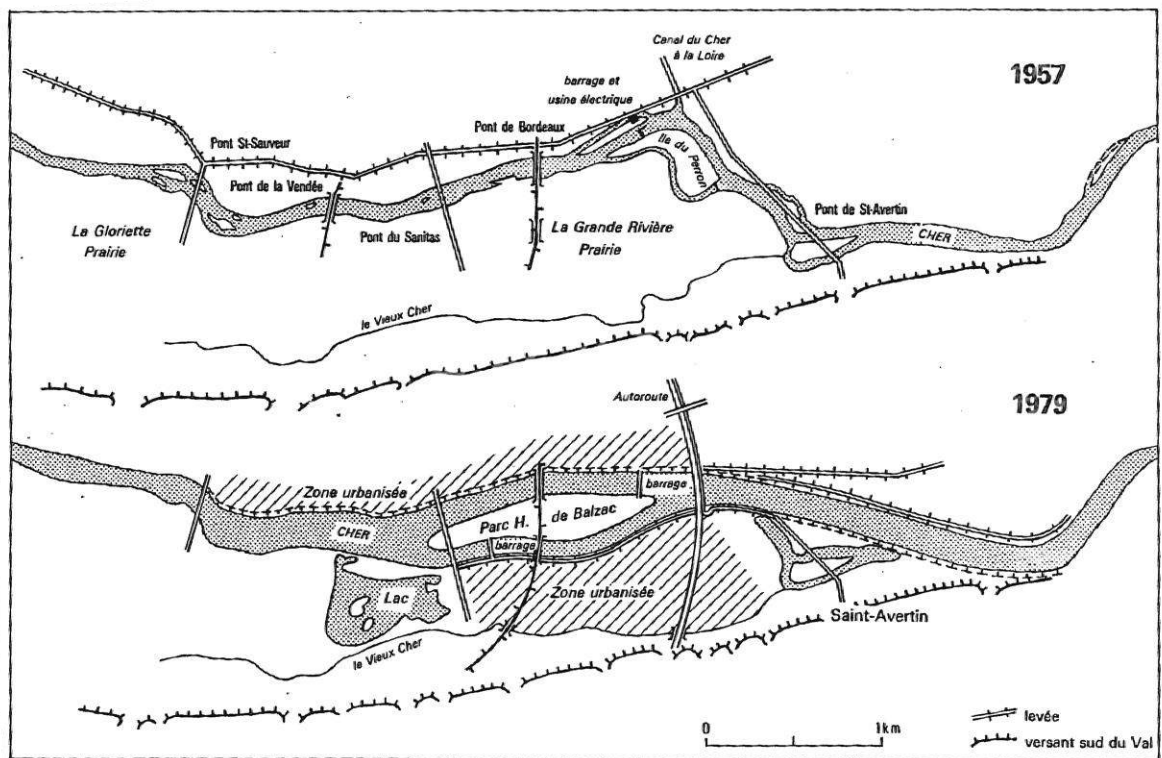 Canal du Cher
à la Loire
1957
barrage et
usine électrique
Pont de Bordeaux
Pont St-Sauveur
Ile du Perron
Pont de la Vendée
Pont de St-Avertin
La Gloriette
Prairie
Pont du Sanitas
La Grande Rivière
Prairie
CHER
le Vieux Cher
Autoroute
1979
Zone urbanisée
barrage
CHER
Parc H. de Balzac
barrage
Lac
Zone urbanisée
Saint-Avertin
le Vieux Cher
0 1km
levée
versant sud du Val